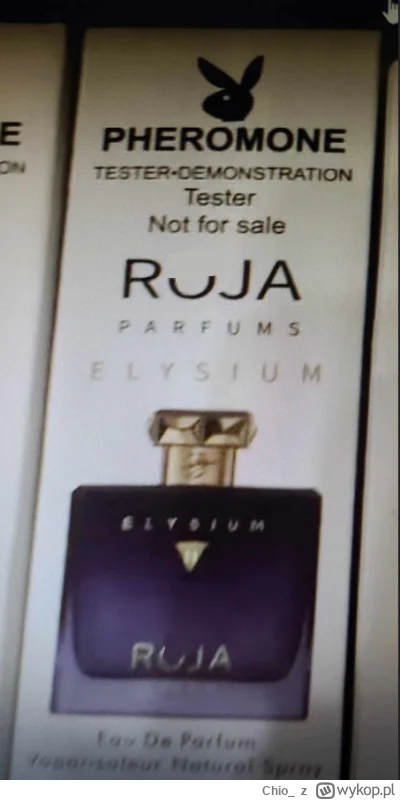 E
ON
PHEROMONE
TESTER-DEMONSTRATION
Tester
Not for sale
ROJA
PARFUMS
ELYSIUM
ELYSIUM
ROJA
Eau De Parfum
Vaporisateur Natural Spray
Chio_ z wykop.pl